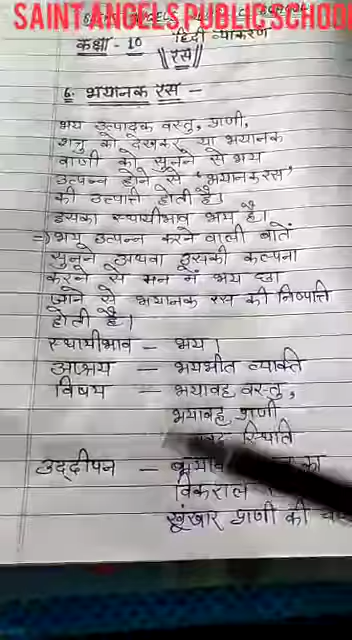 SAINT ANGELS PUBLIC SCHOOL
कक्षा - 10 हिंदी व्याकरण
॥रस॥
6. भयानक रस -
भय उत्पादक वस्तु, प्राणी,
शत्रु को देखकर या भयानक
वाणी को सुनने से भय
उत्पन्न होने से 'भयानक रस'
की उत्पत्ति होती है।
इसका स्थायीभाव भय है।
⇒ भय उत्पन्न करने वाली बातें
सुनने अथवा उसकी कल्पना
करने से मन में भय छा
जाने से भयानक रस की निष्पत्ति
होती है।
स्थायीभाव - भय।
आश्रय - भयभीत व्यक्ति
विषय - भयावह वस्तु,
भयावह प्राणी
स्थिति
उद्दीपन - का
विकराल
खूंखार प्राणी की